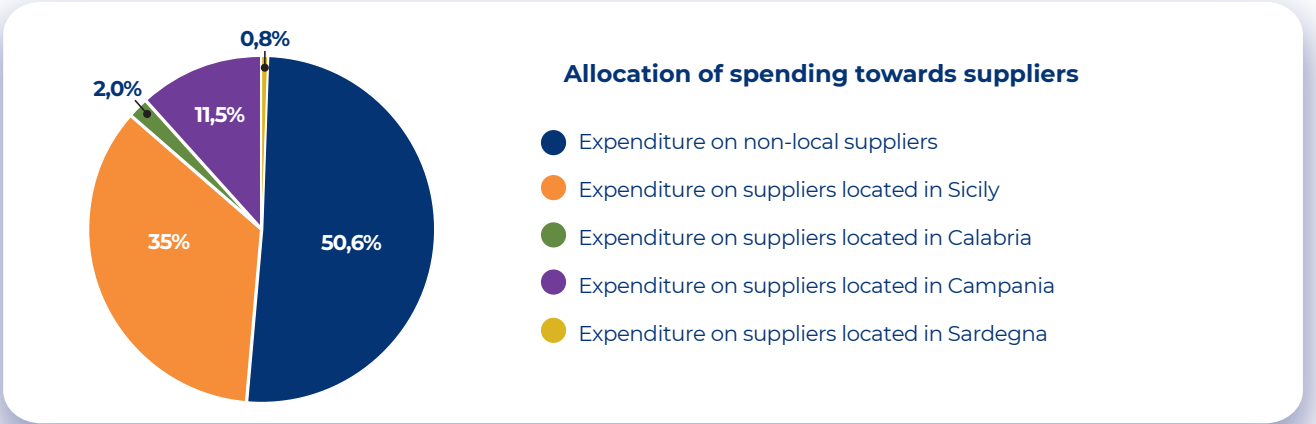 0,8%
2,0%
11,5%
35%
50,6%
Allocation of spending towards suppliers
Expenditure on non-local suppliers
Expenditure on suppliers located in Sicily
Expenditure on suppliers located in Calabria
Expenditure on suppliers located in Campania
Expenditure on suppliers located in Sardegna